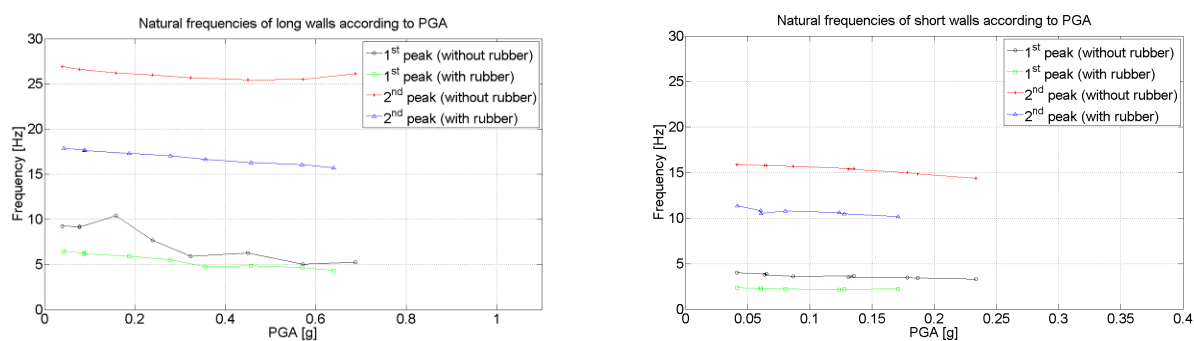 Natural frequencies of long walls according to PGA
30
25
20
15
10
5
0
Frequency [Hz]
1st peak (without rubber)
1st peak (with rubber)
2nd peak (without rubber)
2nd peak (with rubber)
0 0.2 0.4 0.6 0.8 1
PGA [g]
Natural frequencies of short walls according to PGA
30
25
20
15
10
5
0
Frequency [Hz]
1st peak (without rubber)
1st peak (with rubber)
2nd peak (without rubber)
2nd peak (with rubber)
0 0.05 0.1 0.15 0.2 0.25 0.3 0.35 0.4
PGA [g]